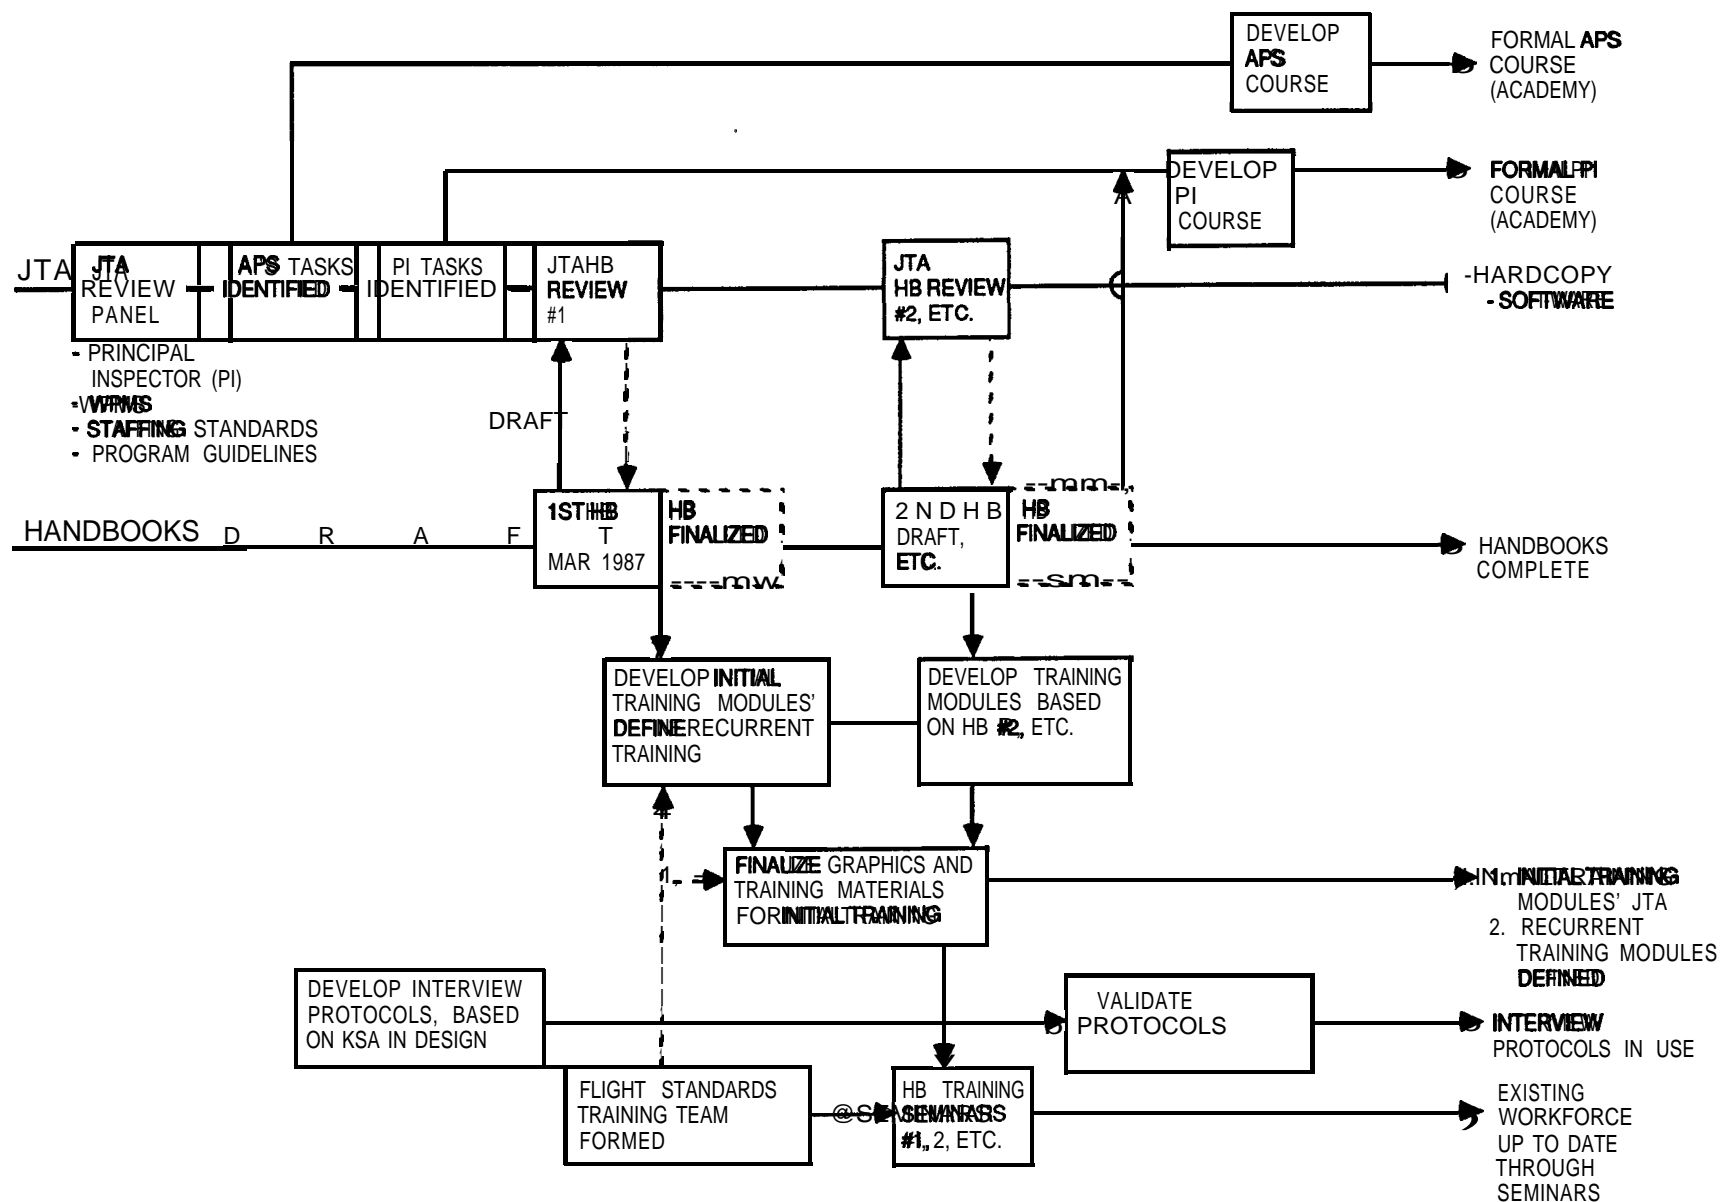 DEVELOP
APS
COURSE
FORMAL APS
COURSE
(ACADEMY)
DEVELOP
PI
COURSE
FORMAL PI
COURSE
(ACADEMY)
JTA
JTA
REVIEW
PANEL
APS TASKS
IDENTIFIED
PI TASKS
IDENTIFIED
JTAHB
REVIEW
#1
JTA
HB REVIEW
#2, ETC.
-HARDCOPY
- SOFTWARE
- PRINCIPAL
INSPECTOR (PI)
- WPMS
- STAFFING STANDARDS
- PROGRAM GUIDELINES
DRAFT
HANDBOOKS
D R A F T
1ST HB
MAR 1987
HB
FINALIZED
2NDHB
DRAFT,
ETC.
HB
FINALIZED
HANDBOOKS
COMPLETE
DEVELOP INITIAL
TRAINING MODULES'
DEFINE RECURRENT
TRAINING
DEVELOP TRAINING
MODULES BASED
ON HB #2, ETC.
FINALIZE GRAPHICS AND
TRAINING MATERIALS
FOR INITIAL TRAINING
1. INITIAL TRAINING
MODULES' JTA
2. RECURRENT
TRAINING MODULES
DEFINED
DEVELOP INTERVIEW
PROTOCOLS, BASED
ON KSA IN DESIGN
VALIDATE
PROTOCOLS
INTERVIEW
PROTOCOLS IN USE
FLIGHT STANDARDS
TRAINING TEAM
FORMED
HB TRAINING
SEMINARS
#1, 2, ETC.
EXISTING
WORKFORCE
UP TO DATE
THROUGH
SEMINARS